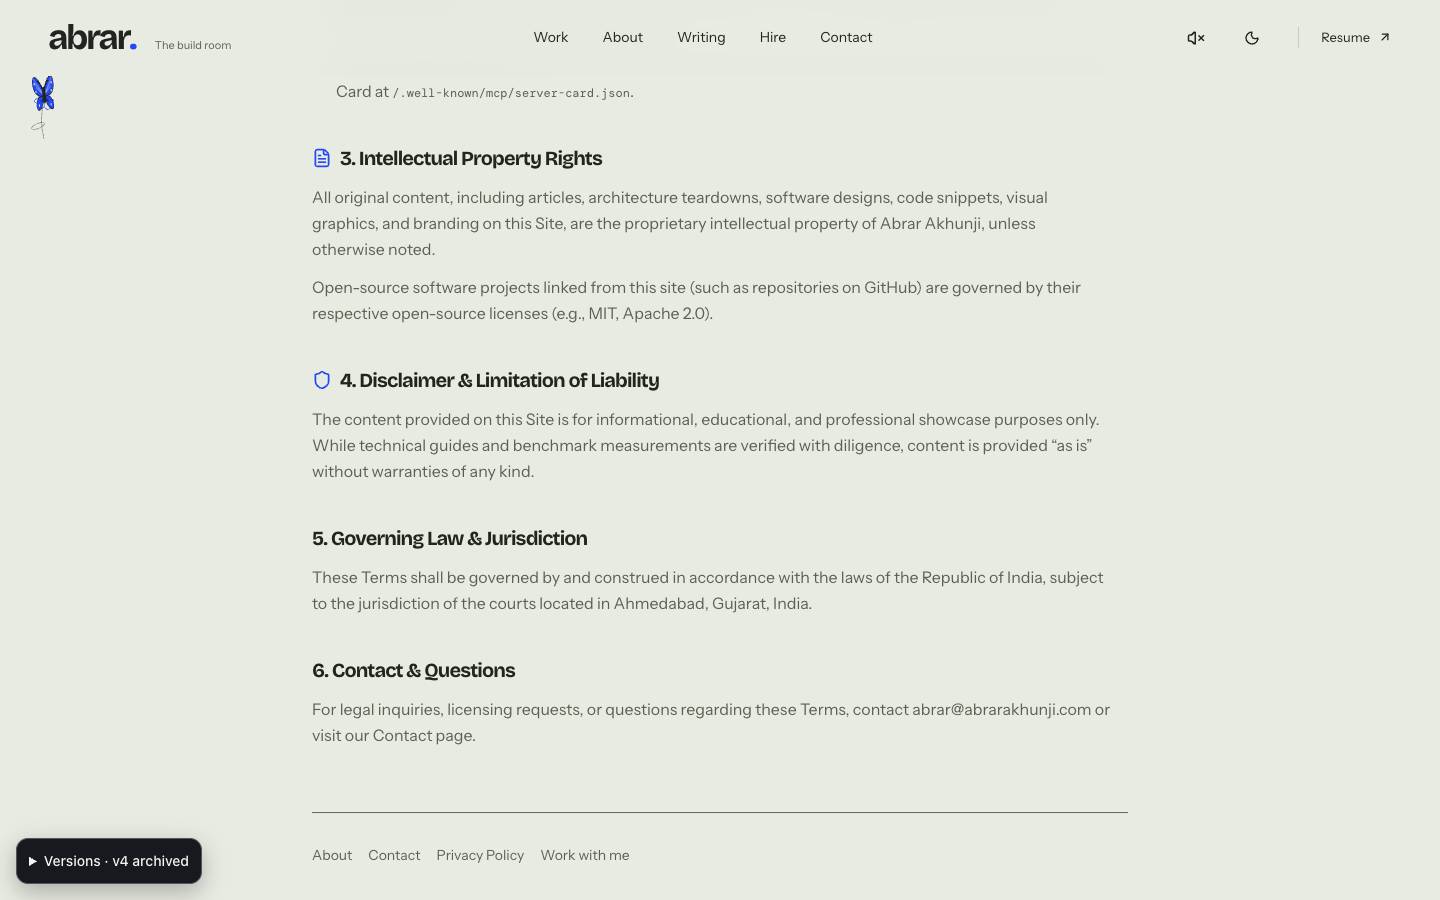 abrar. The build room
Work About Writing Hire Contact
Resume
Card at /.well-known/mcp/server-card.json.
3. Intellectual Property Rights
All original content, including articles, architecture teardowns, software designs, code snippets, visual
graphics, and branding on this Site, are the proprietary intellectual property of Abrar Akhunji, unless
otherwise noted.
Open-source software projects linked from this site (such as repositories on GitHub) are governed by their
respective open-source licenses (e.g., MIT, Apache 2.0).
4. Disclaimer & Limitation of Liability
The content provided on this Site is for informational, educational, and professional showcase purposes only.
While technical guides and benchmark measurements are verified with diligence, content is provided “as is”
without warranties of any kind.
5. Governing Law & Jurisdiction
These Terms shall be governed by and construed in accordance with the laws of the Republic of India, subject
to the jurisdiction of the courts located in Ahmedabad, Gujarat, India.
6. Contact & Questions
For legal inquiries, licensing requests, or questions regarding these Terms, contact abrar@abrarakhunji.com or
visit our Contact page.
About Contact Privacy Policy Work with me
Versions · v4 archived